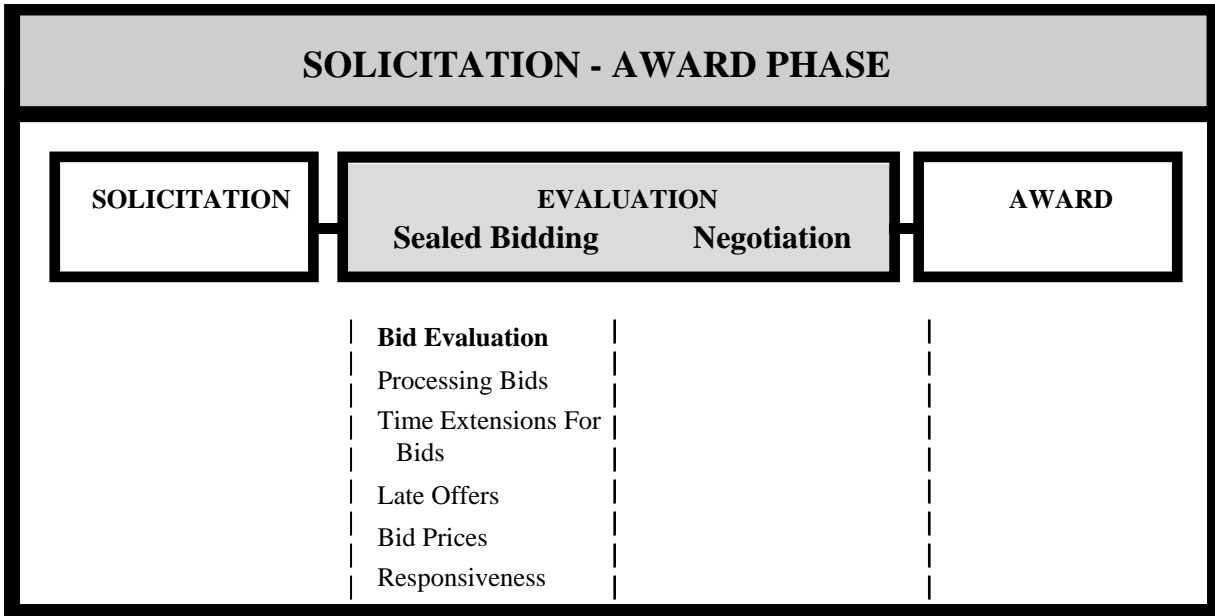 SOLICITATION - AWARD PHASE
SOLICITATION
EVALUATION
Sealed Bidding Negotiation
AWARD
Bid Evaluation
Processing Bids
Time Extensions For
Bids
Late Offers
Bid Prices
Responsiveness